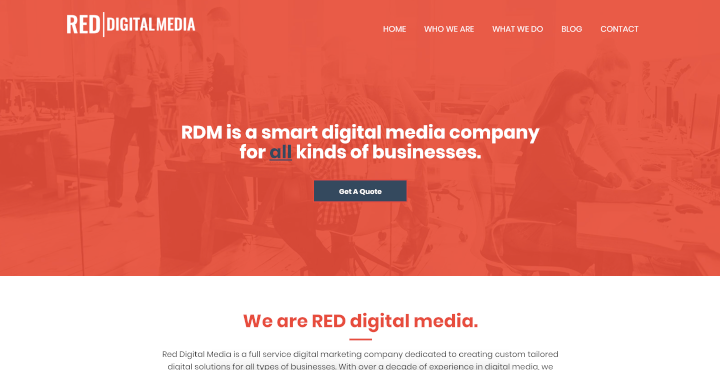 RED|DIGITAL MEDIA
HOME WHO WE ARE WHAT WE DO BLOG CONTACT
RDM is a smart digital media company
for all kinds of businesses.
Get A Quote
We are RED digital media.
Red Digital Media is a full service digital marketing company dedicated to creating custom tailored
digital solutions for all types of businesses. With over a decade of experience in digital media, we